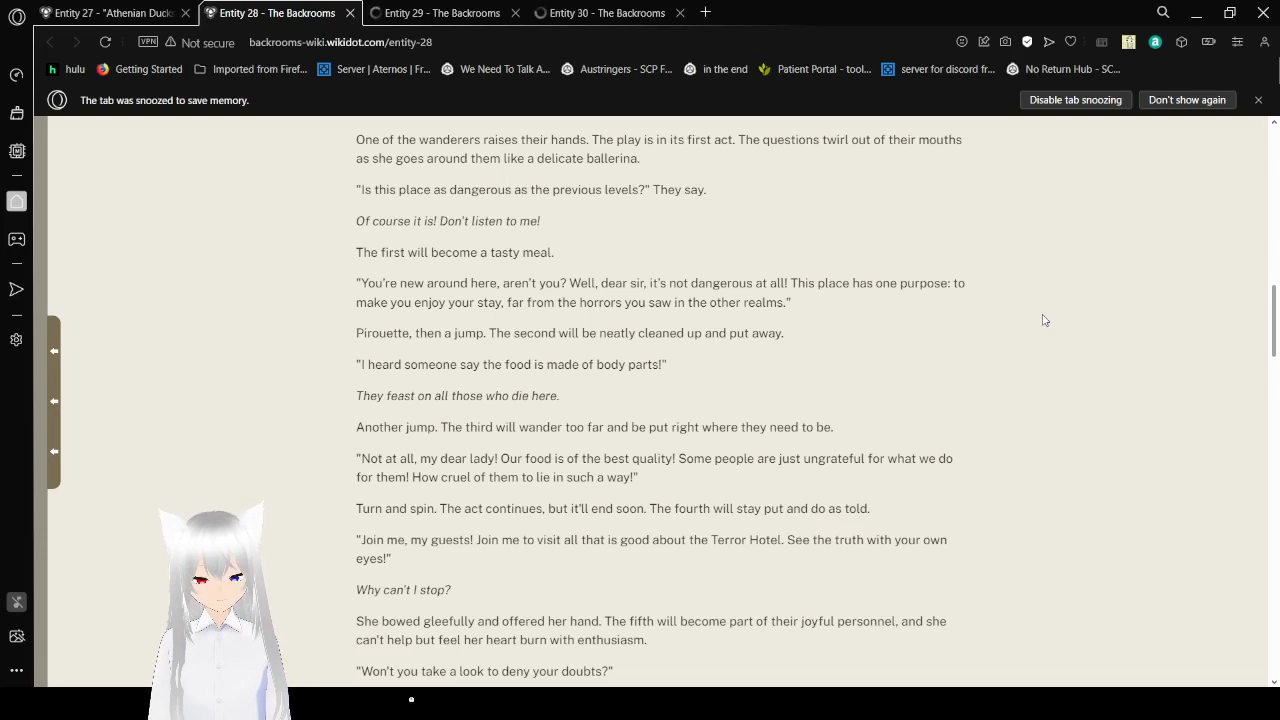 Entity 27 - "Athenian Ducks
Entity 28 - The Backrooms
Entity 29 - The Backrooms
Entity 30 - The Backrooms
VPN
Not secure
backrooms-wiki.wikidot.com/entity-28
hulu
Getting Started
Imported from Firef...
Server | Aternos | Fr...
We Need To Talk A...
Austringers - SCP F...
in the end
Patient Portal - tool...
server for discord fr...
No Return Hub - SC...
The tab was snoozed to save memory.
Disable tab snoozing
Don't show again
One of the wanderers raises their hands. The play is in its first act. The questions twirl out of their mouths
as she goes around them like a delicate ballerina.
"Is this place as dangerous as the previous levels?" They say.
Of course it is! Don't listen to me!
The first will become a tasty meal.
"You're new around here, aren't you? Well, dear sir, it's not dangerous at all! This place has one purpose: to
make you enjoy your stay, far from the horrors you saw in the other realms."
Pirouette, then a jump. The second will be neatly cleaned up and put away.
"I heard someone say the food is made of body parts!"
They feast on all those who die here.
Another jump. The third will wander too far and be put right where they need to be.
"Not at all, my dear lady! Our food is of the best quality! Some people are just ungrateful for what we do
for them! How cruel of them to lie in such a way!"
Turn and spin. The act continues, but it'll end soon. The fourth will stay put and do as told.
"Join me, my guests! Join me to visit all that is good about the Terror Hotel. See the truth with your own
eyes!"
Why can't I stop?
She bowed gleefully and offered her hand. The fifth will become part of their joyful personnel, and she
can't help but feel her heart burn with enthusiasm.
"Won't you take a look to deny your doubts?"